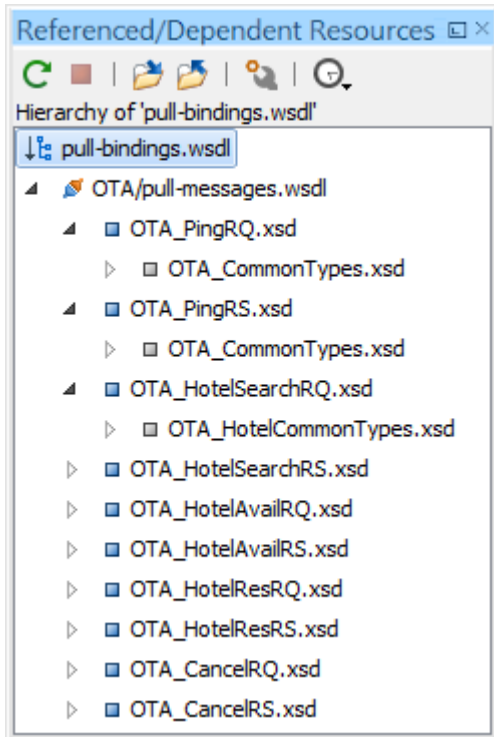 Referenced/Dependent Resources
Hierarchy of 'pull-bindings.wsdl'
pull-bindings.wsdl
OTA/pull-messages.wsdl
OTA_PingRQ.xsd
OTA_CommonTypes.xsd
OTA_PingRS.xsd
OTA_CommonTypes.xsd
OTA_HotelSearchRQ.xsd
OTA_HotelCommonTypes.xsd
OTA_HotelSearchRS.xsd
OTA_HotelAvailRQ.xsd
OTA_HotelAvailRS.xsd
OTA_HotelResRQ.xsd
OTA_HotelResRS.xsd
OTA_CancelRQ.xsd
OTA_CancelRS.xsd